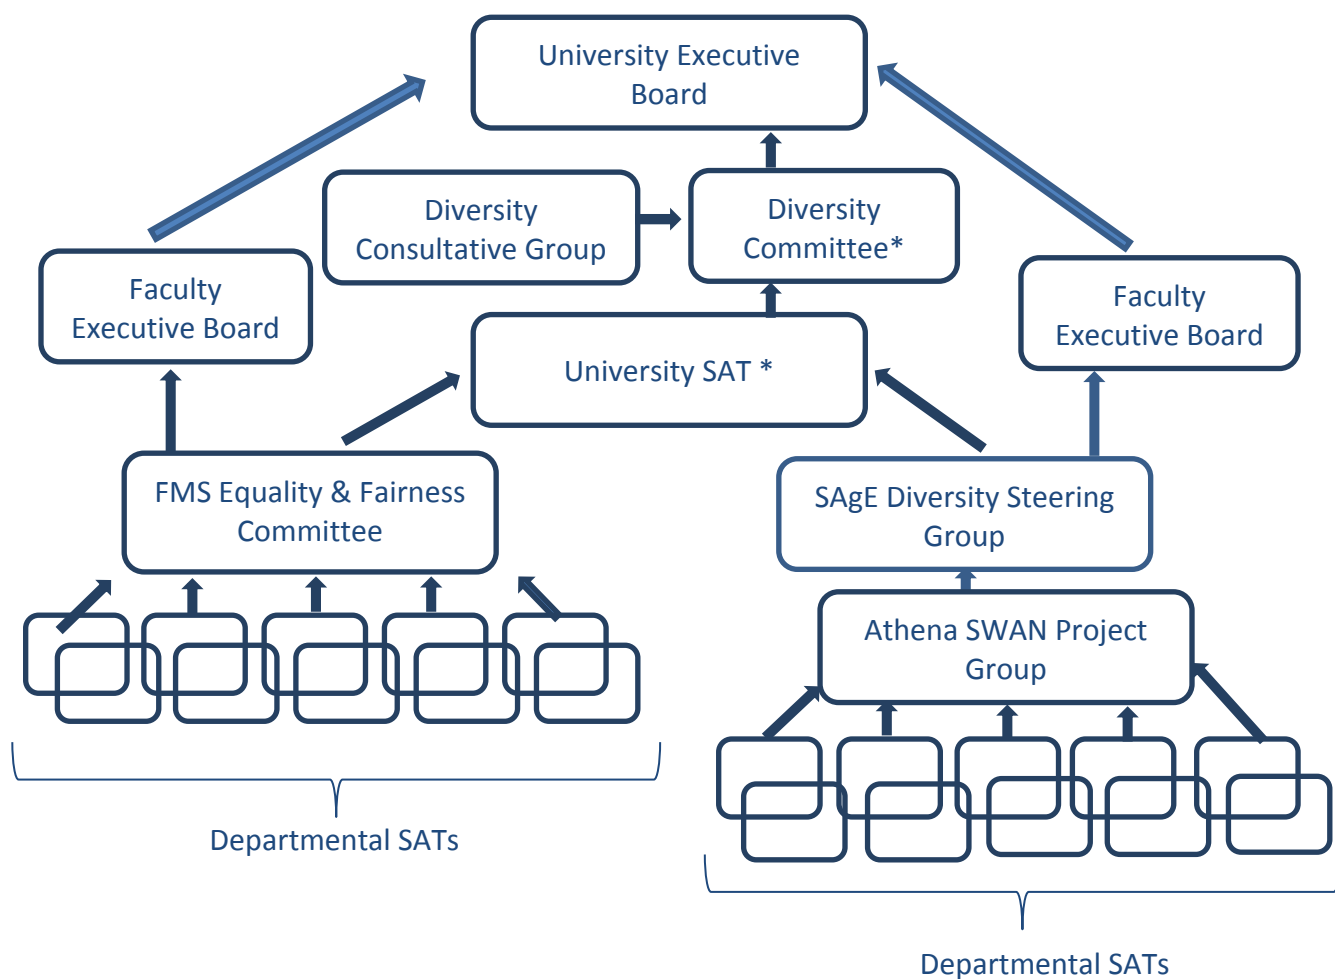 University Executive
Board
Diversity
Consultative Group
Diversity
Committee*
Faculty
Executive Board
Faculty
Executive Board
University SAT *
FMS Equality & Fairness
Committee
SAgE Diversity Steering
Group
Athena SWAN Project
Group
Departmental SATs
Departmental SATs